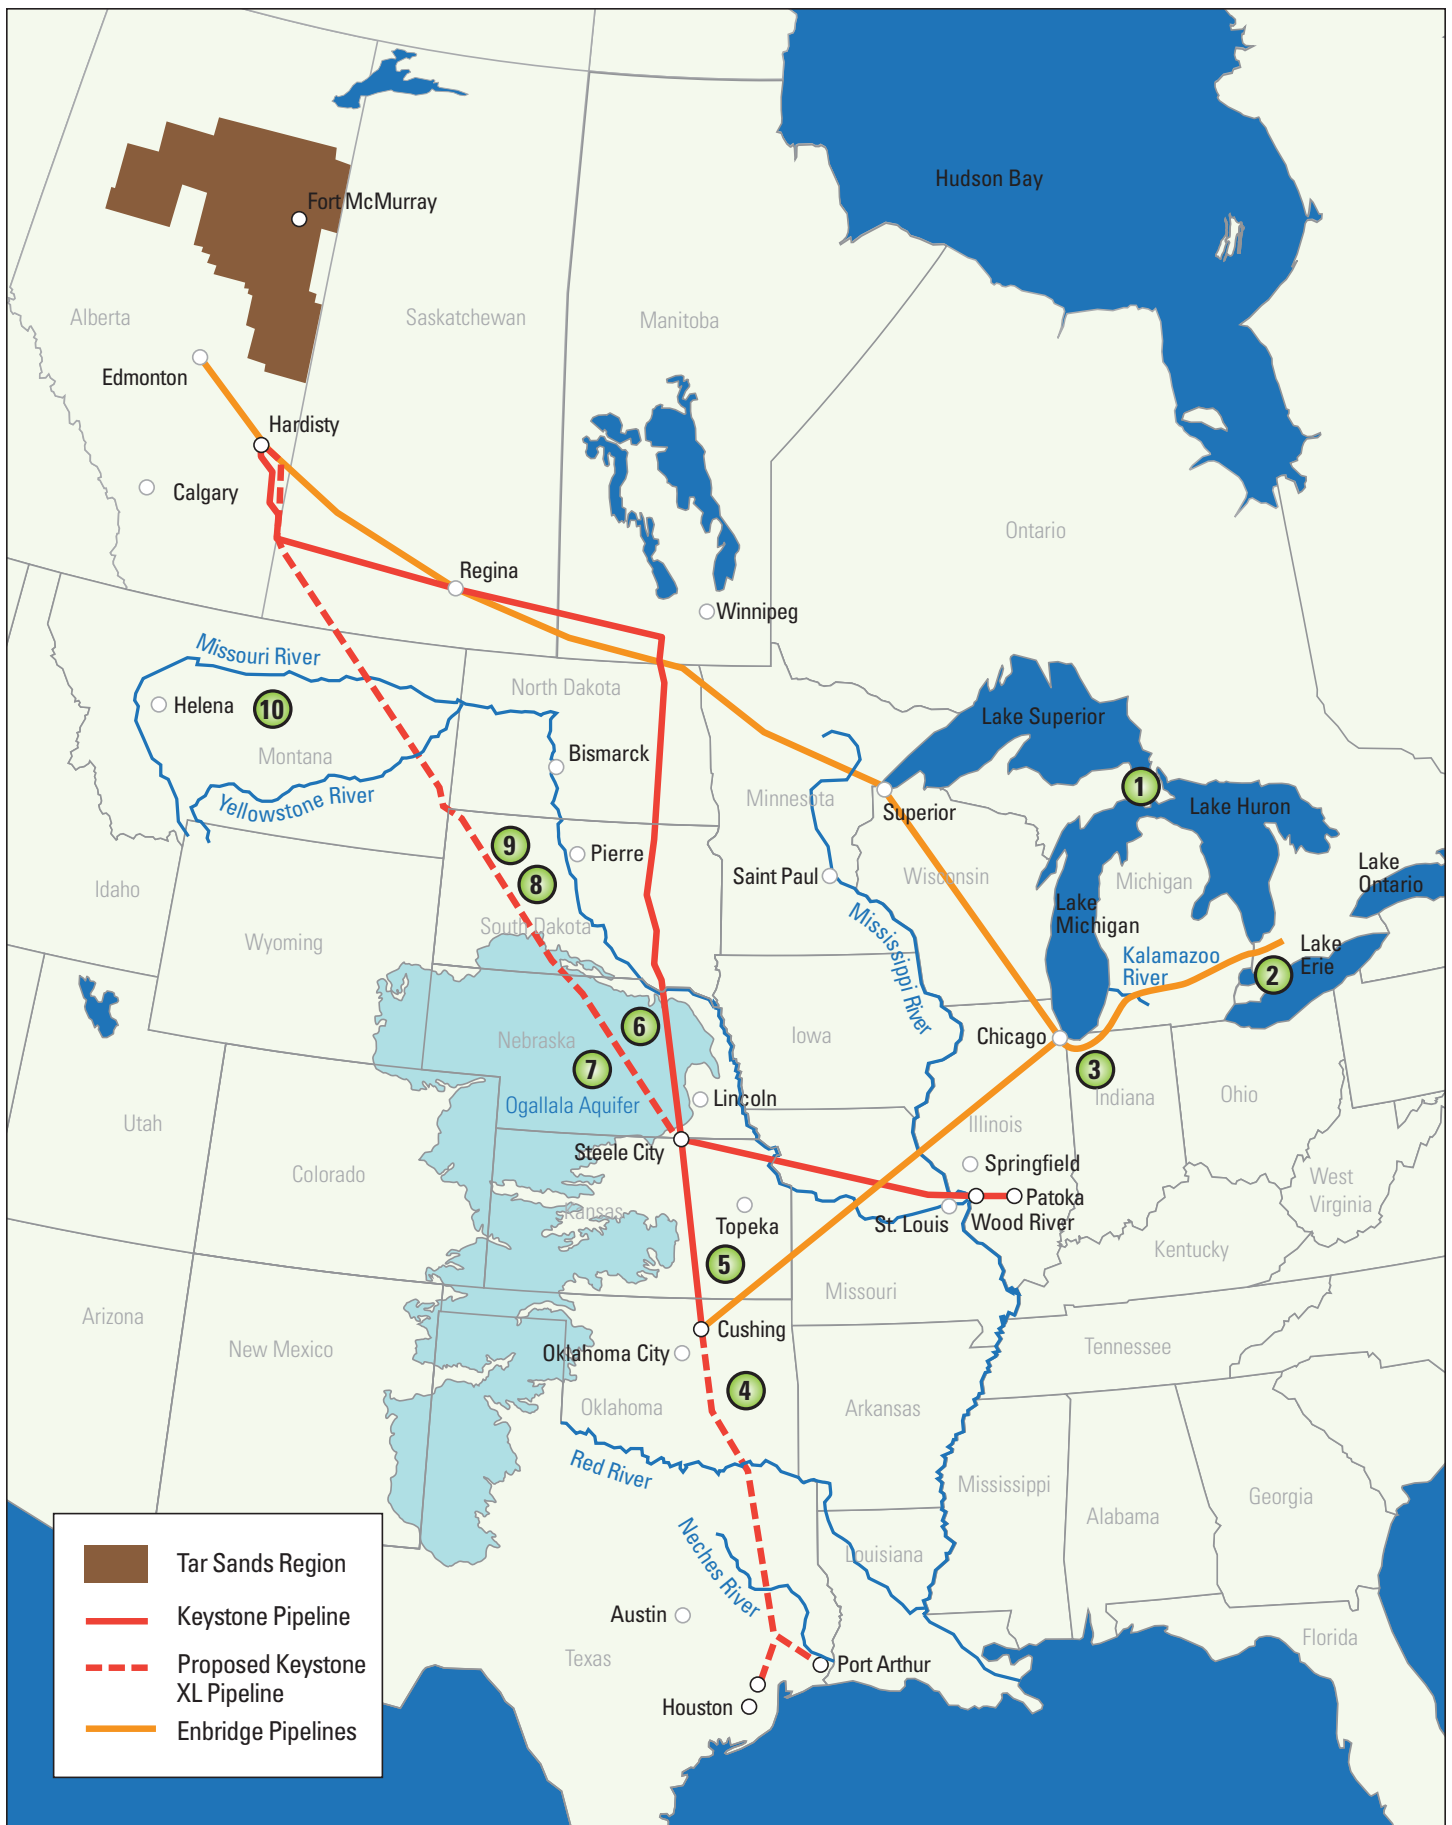 Hudson Bay
Fort McMurray
Alberta
Saskatchewan
Manitoba
Edmonton
Hardisty
Calgary
Ontario
Regina
Winnipeg
Missouri River
North Dakota
Helena
10
Lake Superior
Montana
Bismarck
1
Yellowstone River
Minnesota
Superior
Lake Huron
9
Pierre
8
Saint Paul
Wisconsin
Michigan
Lake
Ontario
Idaho
Lake
Michigan
South Dakota
Wyoming
Mississippi River
Kalamazoo
River
Lake
Erie
2
6
Nebraska
Iowa
Chicago
7
3
Ogallala Aquifer
Lincoln
Indiana
Ohio
Utah
Illinois
Steele City
Springfield
Colorado
West
Virginia
Patoka
Kansas
Topeka
St. Louis
Wood River
5
Kentucky
Missouri
Arizona
Cushing
New Mexico
Oklahoma City
Tennessee
4
Oklahoma
Arkansas
Red River
Mississippi
Georgia
Alabama
Neches River
Louisiana
Austin
Texas
Florida
Port Arthur
Houston
Tar Sands Region
Keystone Pipeline
Proposed Keystone
XL Pipeline
Enbridge Pipelines